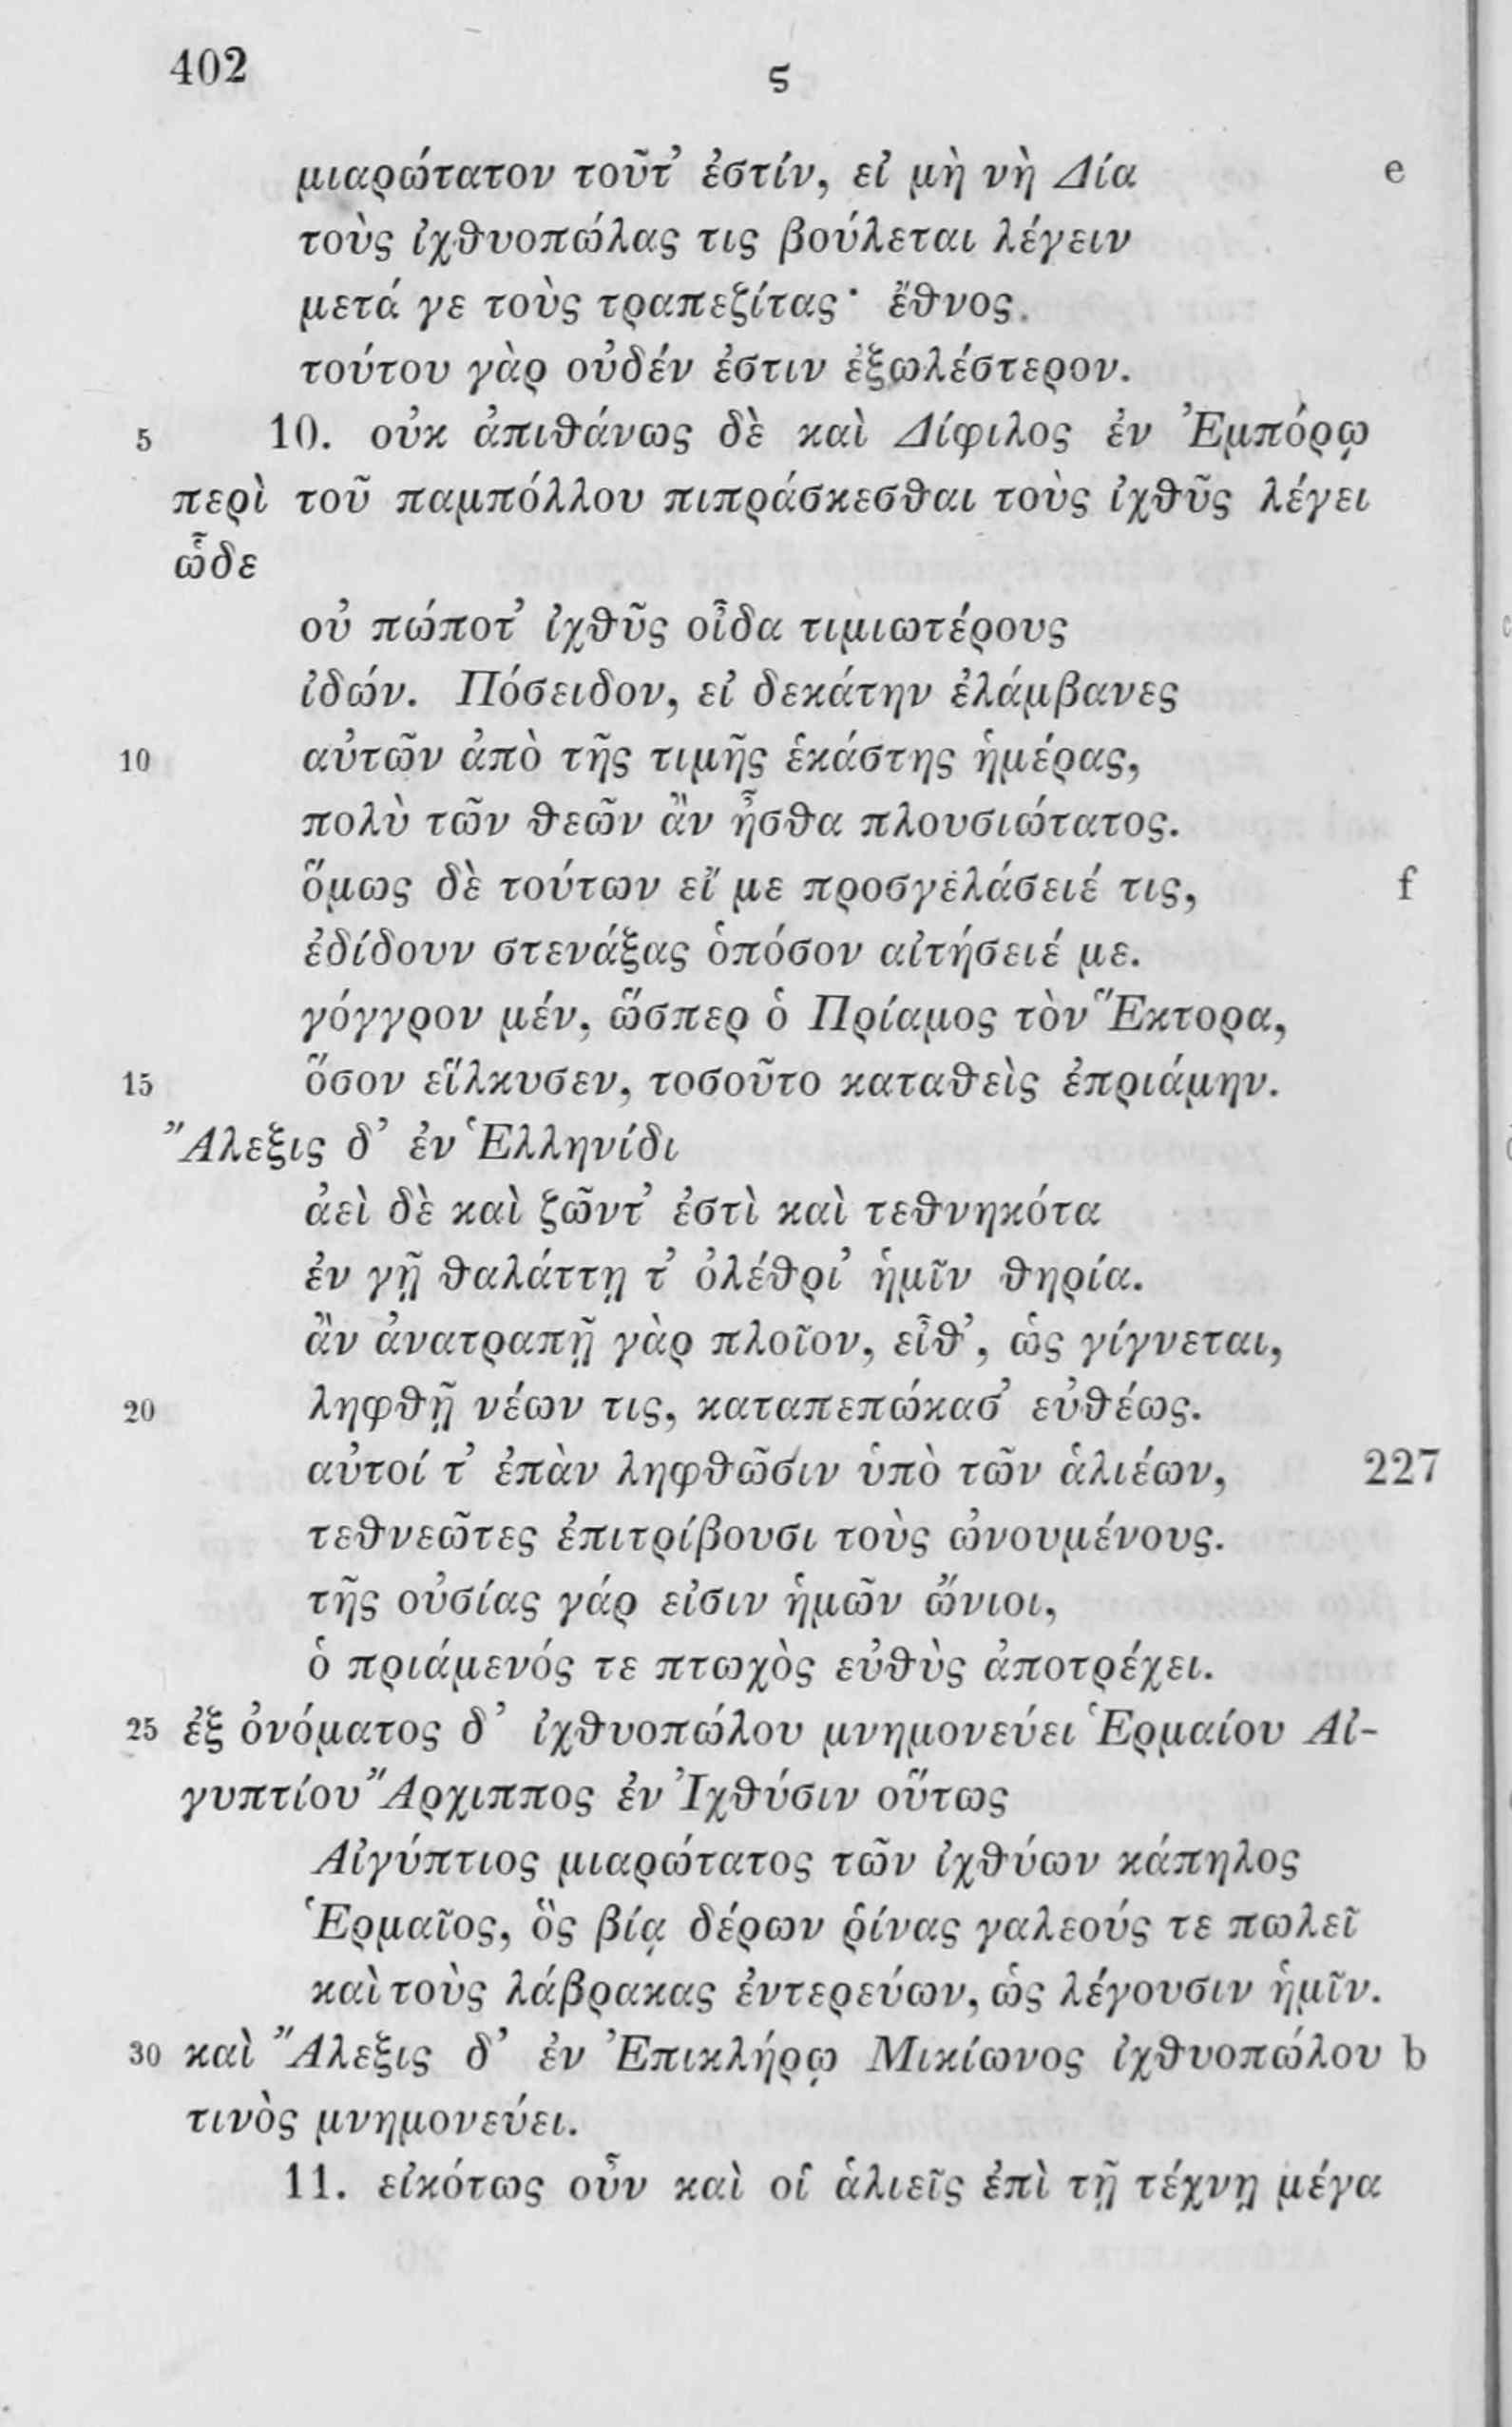 402
ς
μιαρώτατον τοῦτ’ ἐστίν, εἰ μὴ νὴ Δία e
τοὺς ἰχθυοπώλας τις βούλεται λέγειν
μετά γε τοὺς τραπεζίτας· ἔθνος
τούτου γὰρ οὐδέν ἐστιν ἐξωλέστερον.
5 10. οὐκ ἀπιθάνως δὲ καὶ Δίφιλος ἐν Ἐμπόρῳ
περὶ τοῦ παμπόλλου πιπράσκεσθαι τοὺς ἰχθῦς λέγει
ὧδε
οὐ πώποτ’ ἰχθῦς οἶδα τιμιωτέρους
ἰδών. Πόσειδον, εἰ δεκάτην ἐλάμβανες
10 αὐτῶν ἀπὸ τῆς τιμῆς ἑκάστης ἡμέρας,
πολὺ τῶν θεῶν ἂν ἦσθα πλουσιώτατος.
ὅμως δὲ τούτων εἴ με προσγελάσειέ τις, f
ἐδίδουν στενάξας ὁπόσον αἰτήσειέ με.
γόγγρον μέν, ὥσπερ ὁ Πρίαμος τὸν Ἕκτορα,
15 ὅσον εἵλκυσεν, τοσοῦτο καταθεὶς ἐπριάμην.
Ἄλεξις δ’ ἐν Ἑλληνίδι
ἀεὶ δὲ καὶ ζῶντ’ ἐστὶ καὶ τεθνηκότα
ἐν γῇ θαλάττῃ τ’ ὀλέθρι’ ἡμῖν θηρία.
ἂν ἀνατραπῇ γὰρ πλοῖον, εἶθ’, ὡς γίγνεται,
20 ληφθῇ νέων τις, καταπεπώκασ’ εὐθέως.
αὐτοί τ’ ἐπὰν ληφθῶσιν ὑπὸ τῶν ἁλιέων, 227
τεθνεῶτες ἐπιτρίβουσι τοὺς ὠνουμένους.
τῆς οὐσίας γάρ εἰσιν ἡμῶν ὤνιοι,
ὁ πριάμενός τε πτωχὸς εὐθὺς ἀποτρέχει.
25 ἐξ ὀνόματος δ’ ἰχθυοπώλου μνημονεύει Ἑρμαίου Αἰ-
γυπτίου Ἄρχιππος ἐν Ἰχθύσιν οὕτως
Αἰγύπτιος μιαρώτατος τῶν ἰχθύων κάπηλος
Ἑρμαῖος, ὃς βίᾳ δέρων ῥίνας γαλεούς τε πωλεῖ
καὶ τοὺς λάβρακας ἐντερεύων, ὡς λέγουσιν ἡμῖν.
30 καὶ Ἄλεξις δ’ ἐν Ἐπικλήρῳ Μικίωνος ἰχθυοπώλου b
τινὸς μνημονεύει.
11. εἰκότως οὖν καὶ οἱ ἁλιεῖς ἐπὶ τῇ τέχνῃ μέγα